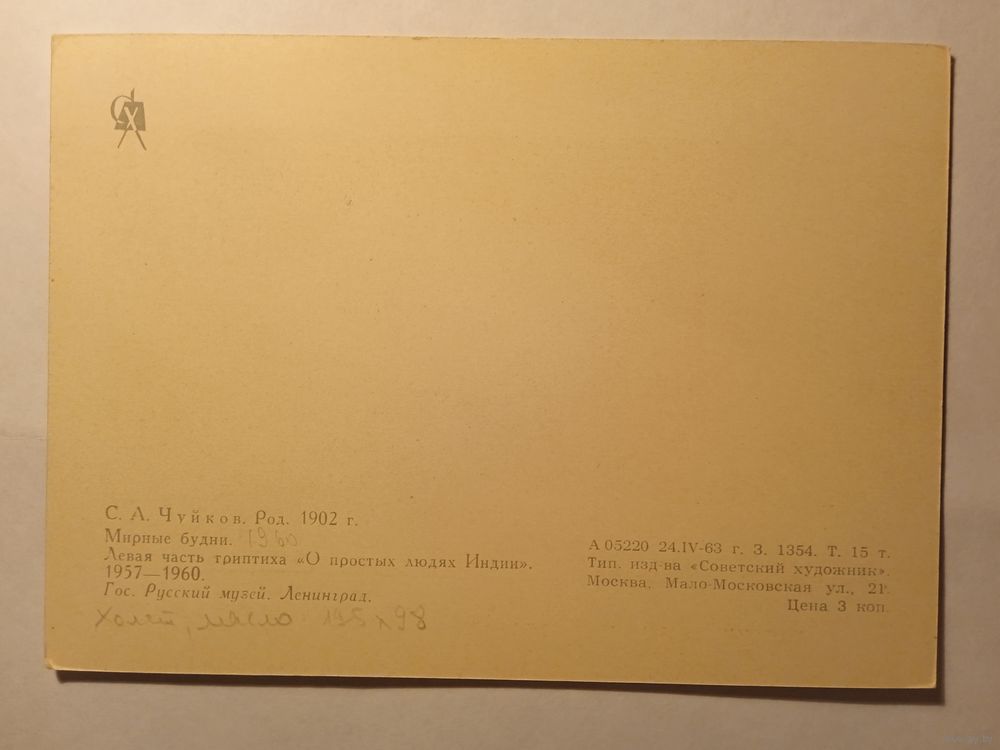 СХ
С. А. Чуйков. Род. 1902 г.
Мирные будни. 1960
Левая часть триптиха «О простых людях Индии».
1957—1960.
Гос. Русский музей. Ленинград.
Холст, масло 195 x 98
А 05220 24.IV-63 г. З. 1354. Т. 15 т.
Тип. изд-ва «Советский художник».
Москва, Мало-Московская ул., 21.
Цена 3 коп.